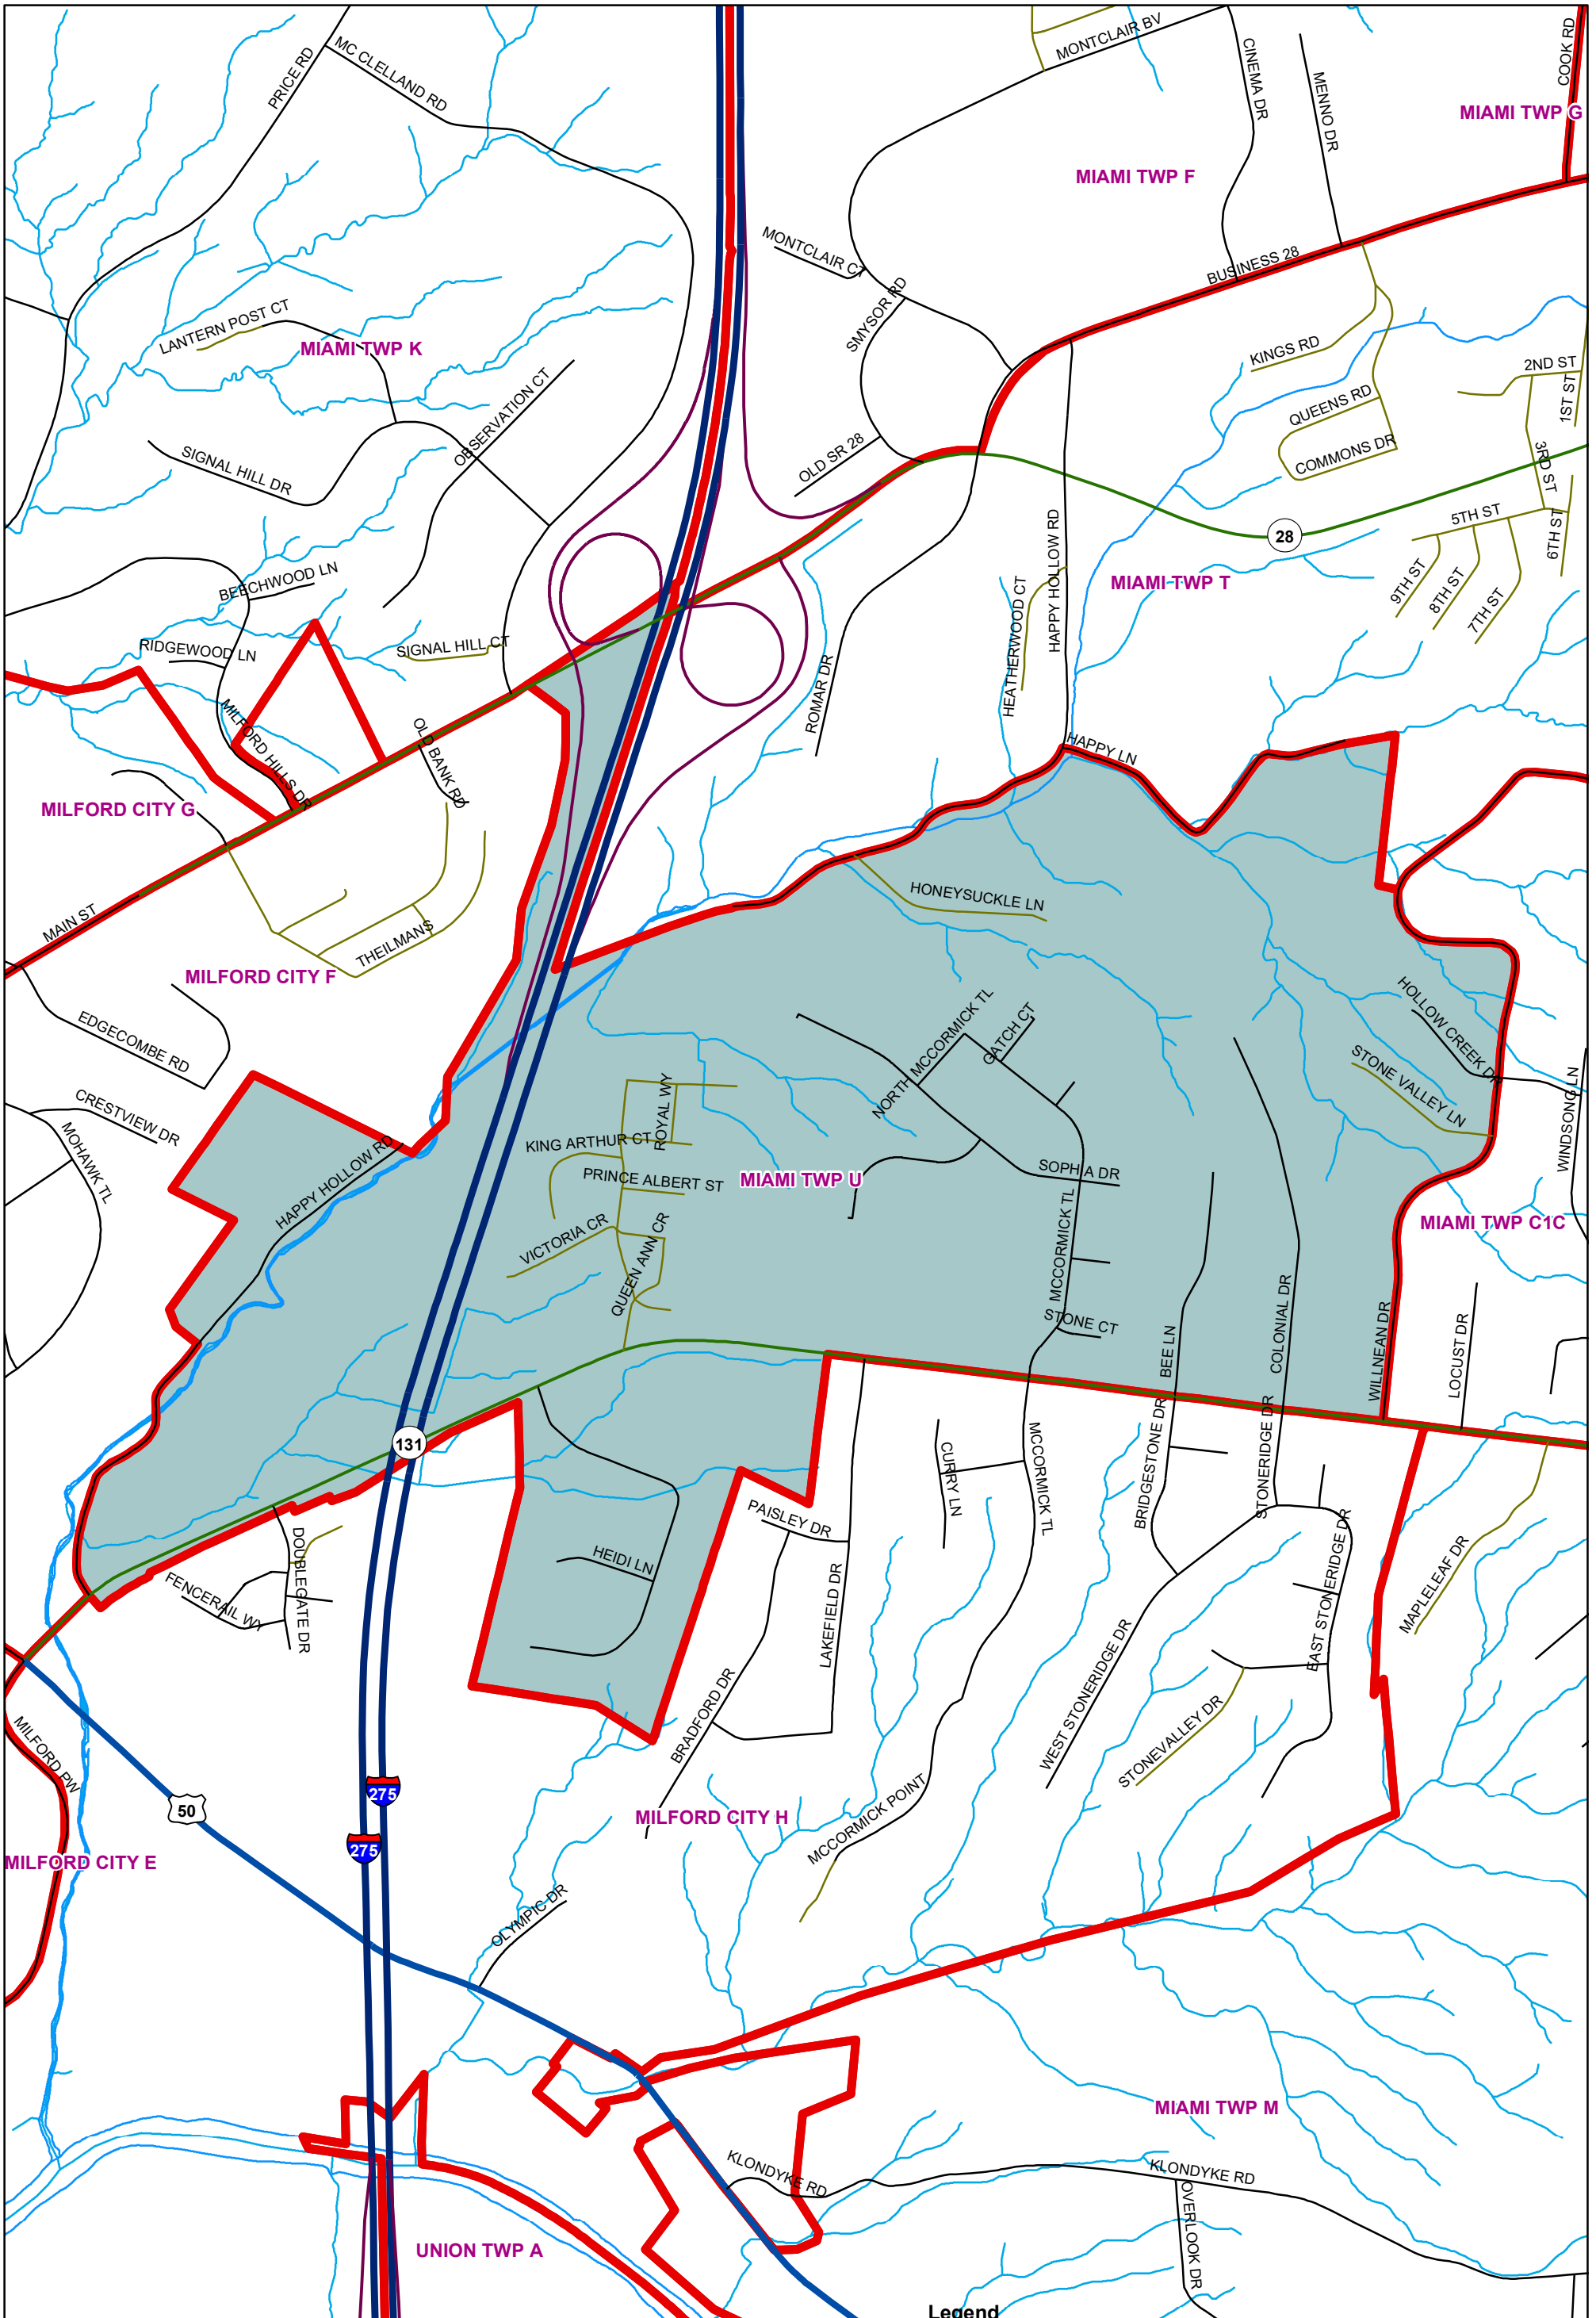 PRICE RD
MC CLELLAND RD
MONTCLAIR BV
CINEMA DR
MENNO DR
COOK RD
MIAMI TWP G
MIAMI TWP F
MONTCLAIR CT
SMYSOR RD
BUSINESS 28
LANTERN POST CT
MIAMI TWP K
OBSERVATION CT
KINGS RD
2ND ST
1ST ST
QUEENS RD
COMMONS DR
3RD ST
SIGNAL HILL DR
OLD SR 28
28
5TH ST
6TH ST
9TH ST
8TH ST
7TH ST
MIAMI TWP T
HAPPY HOLLOW RD
HEATHERWOOD CT
BEECHWOOD LN
RIDGEWOOD LN
SIGNAL HILL CT
ROMAR DR
MILFORD HILLS DR
OLD BANK RD
HAPPY LN
MILFORD CITY G
MAIN ST
THEILMANS
MILFORD CITY F
HONEYSUCKLE LN
EDGECOMBE RD
CRESTVIEW DR
MOHAWK TL
NORTH MCCORMICK TL
GATCH CT
HOLLOW CREEK DR
STONE VALLEY LN
WINDSONG LN
ROYAL WY
KING ARTHUR CT
PRINCE ALBERT ST
MIAMI TWP U
SOPHIA DR
HAPPY HOLLOW RD
VICTORIA CR
QUEEN ANN CR
MCCORMICK TL
MIAMI TWP C1C
STONE CT
BEE LN
COLONIAL DR
WILLNEAN DR
LOCUST DR
131
CURRY LN
MCCORMICK TL
BRIDGESTONE DR
STONERIDGE DR
PAISLEY DR
HEIDI LN
DOUBLEGATE DR
FENCERAIL WY
LAKEFIELD DR
EAST STONERIDGE DR
MAPLELEAF DR
BRADFORD DR
WEST STONERIDGE DR
STONEVALLEY DR
MILFORD PW
50
275
275
MILFORD CITY H
MCCORMICK POINT
MILFORD CITY E
OLYMPIC DR
MIAMI TWP M
KLONDYKE RD
KLONDYKE RD
OVERLOOK DR
UNION TWP A
Legend